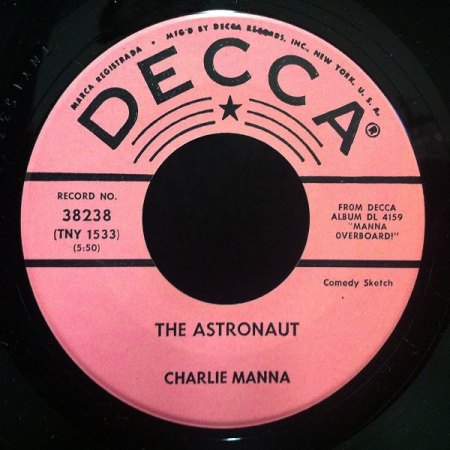 MARCA REGISTRADA • MF'D BY DECCA RECORDS, INC., NEW YORK, U. S. A.
DECCA®
RECORD NO.
38238
(TNY 1533)
(5:50)
FROM DECCA
ALBUM DL 4159
"MANNA
OVERBOARD!"
Comedy Sketch
THE ASTRONAUT
CHARLIE MANNA